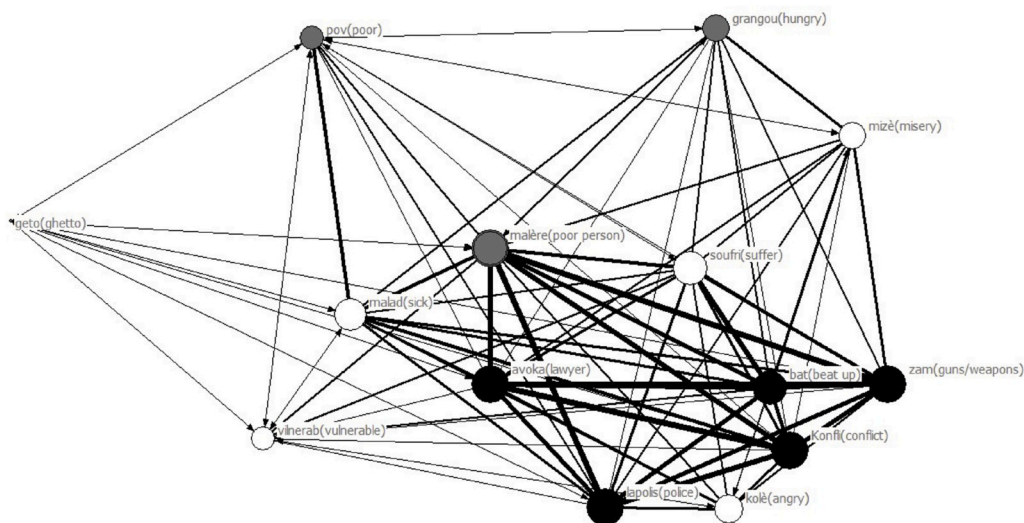 pov(poor)
grangou(hungry)
mizè(misery)
geto(ghetto)
malère(poor person)
soufri(suffer)
malad(sick)
avoka(lawyer)
bat(beat up)
zam(guns/weapons)
vilnerab(vulnerable)
Konfli(conflict)
lapolis(police)
kolè(angry)